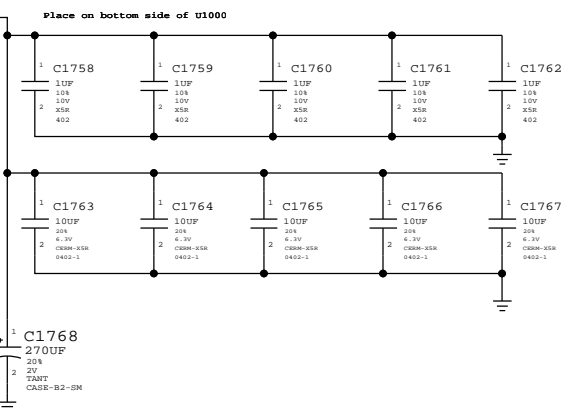 Place on bottom side of U1000
1 C1758 1 C1759 1 C1760 1 C1761 1 C1762
1UF 1UF 1UF 1UF 1UF
10% 10% 10% 10% 10%
10V 10V 10V 10V 10V
2 X5R 2 X5R 2 X5R 2 X5R 2 X5R
402 402 402 402 402
1 C1763 1 C1764 1 C1765 1 C1766 1 C1767
10UF 10UF 10UF 10UF 10UF
20% 20% 20% 20% 20%
6.3V 6.3V 6.3V 6.3V 6.3V
2 CERM-X5R 2 CERM-X5R 2 CERM-X5R 2 CERM-X5R 2 CERM-X5R
0402-1 0402-1 0402-1 0402-1 0402-1
1 C1768
270UF
20%
2V
2 TANT
CASE-B2-SM